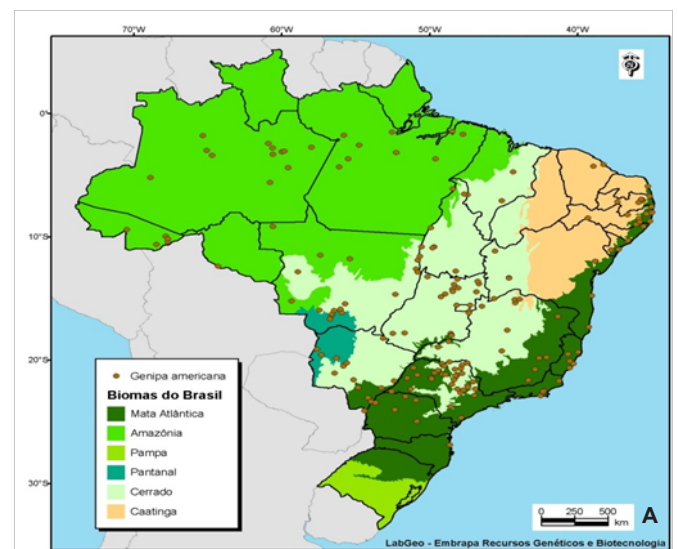 70°W 60°W 50°W 40°W
0°
10°S
20°S
30°S
Genipa americana
Biomas do Brasil
Mata Atlântica
Amazônia
Pampa
Pantanal
Cerrado
Caatinga
0 250 500
km
A
LabGeo - Embrapa Recursos Genéticos e Biotecnologia